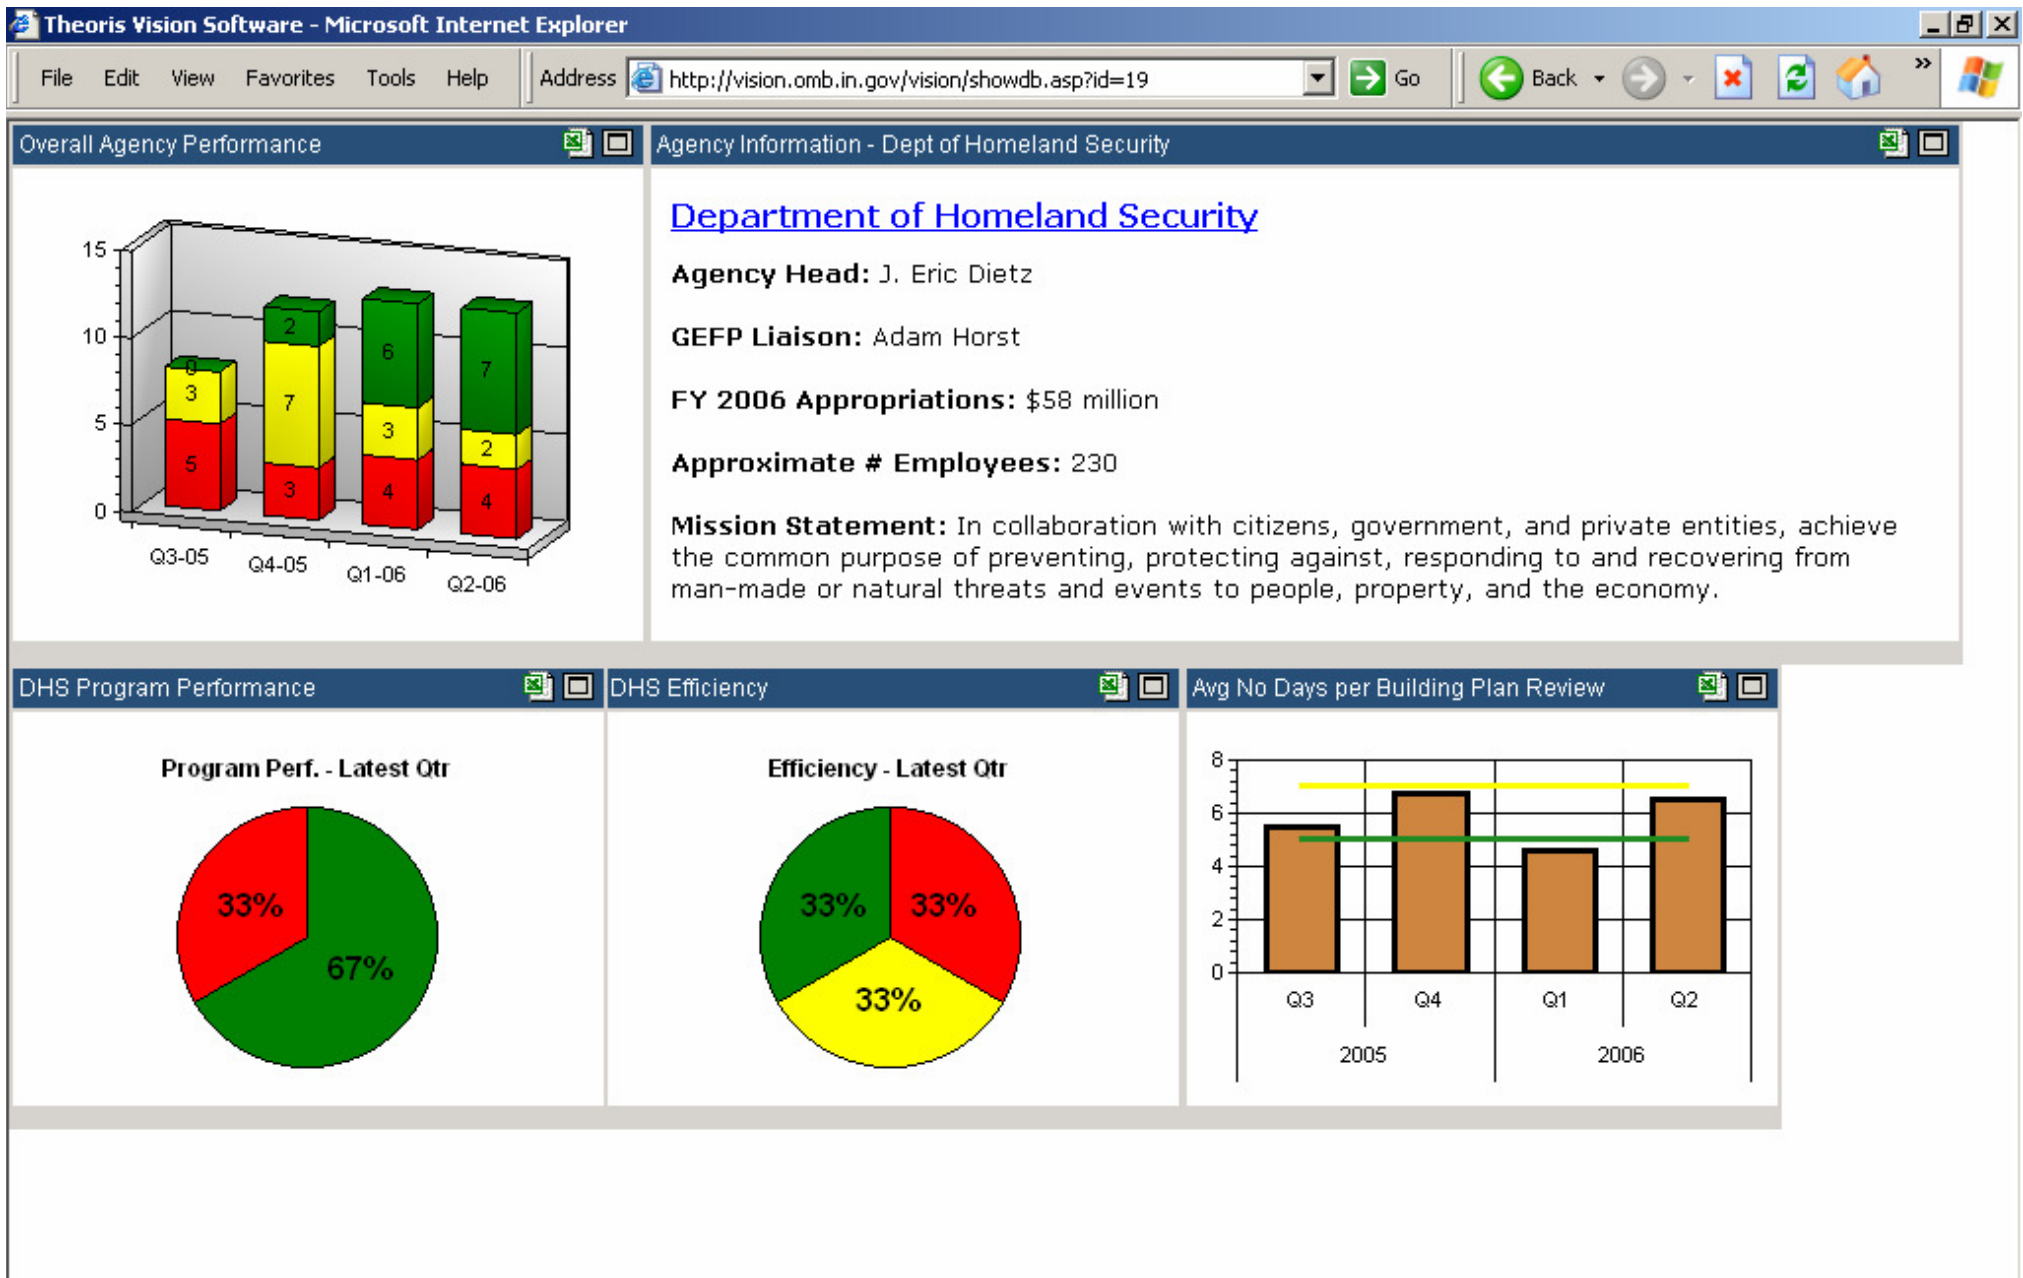 Theoris Vision Software - Microsoft Internet Explorer
File Edit View Favorites Tools Help Address http://vision.omb.in.gov/vision/showdb.asp?id=19 Go Back »
Overall Agency Performance
15
10
5
0
0
3
5
2
7
3
6
3
4
7
2
4
Q3-05 Q4-05 Q1-06 Q2-06
Agency Information - Dept of Homeland Security
Department of Homeland Security
Agency Head: J. Eric Dietz
GEFP Liaison: Adam Horst
FY 2006 Appropriations: $58 million
Approximate # Employees: 230
Mission Statement: In collaboration with citizens, government, and private entities, achieve
the common purpose of preventing, protecting against, responding to and recovering from
man-made or natural threats and events to people, property, and the economy.
DHS Program Performance
Program Perf. - Latest Qtr
33%
67%
DHS Efficiency
Efficiency - Latest Qtr
33% 33%
33%
Avg No Days per Building Plan Review
8
6
4
2
0
Q3 Q4 Q1 Q2
2005 2006